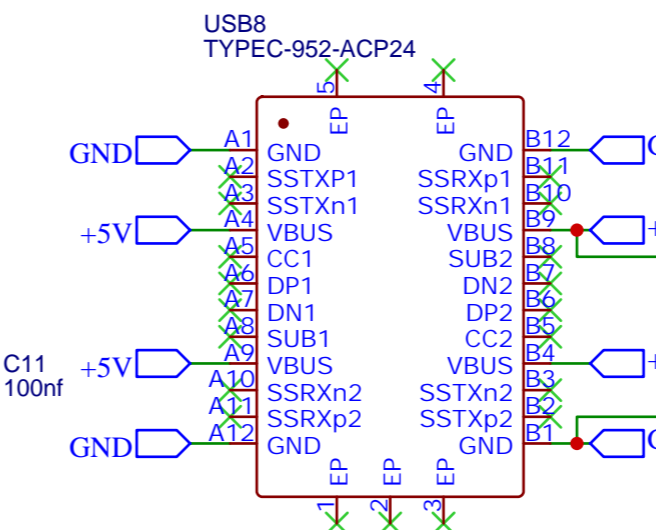 USB8
TYPEC-952-ACP24
5 4
EP EP
GND A1 GND GND B12
A2 SSTXP1 SSRXp1 B11
A3 SSTXn1 SSRXn1 B10
+5V A4 VBUS VBUS B9 +
A5 CC1 SUB2 B8
A6 DP1 DN2 B7
A7 DN1 DP2 B6
A8 SUB1 CC2 B5
C11 +5V A9 VBUS VBUS B4 +
100nf A10 SSRXn2 SSTXn2 B3
A11 SSRXp2 SSTXp2 B2
GND A12 GND GND B1
EP EP EP
1 2 3